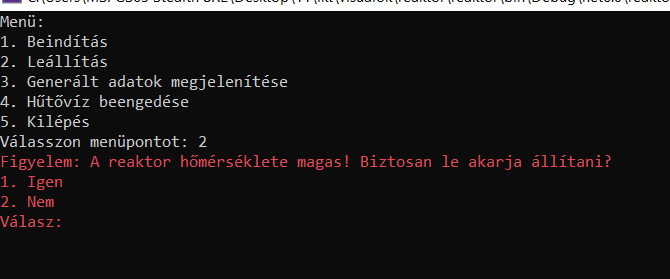 Menü:
1. Beindítás
2. Leállítás
3. Generált adatok megjelenítése
4. Hűtővíz beengedése
5. Kilépés
Válasszon menüpontot: 2
Figyelem: A reaktor hőmérséklete magas! Biztosan le akarja állítani?
1. Igen
2. Nem
Válasz: